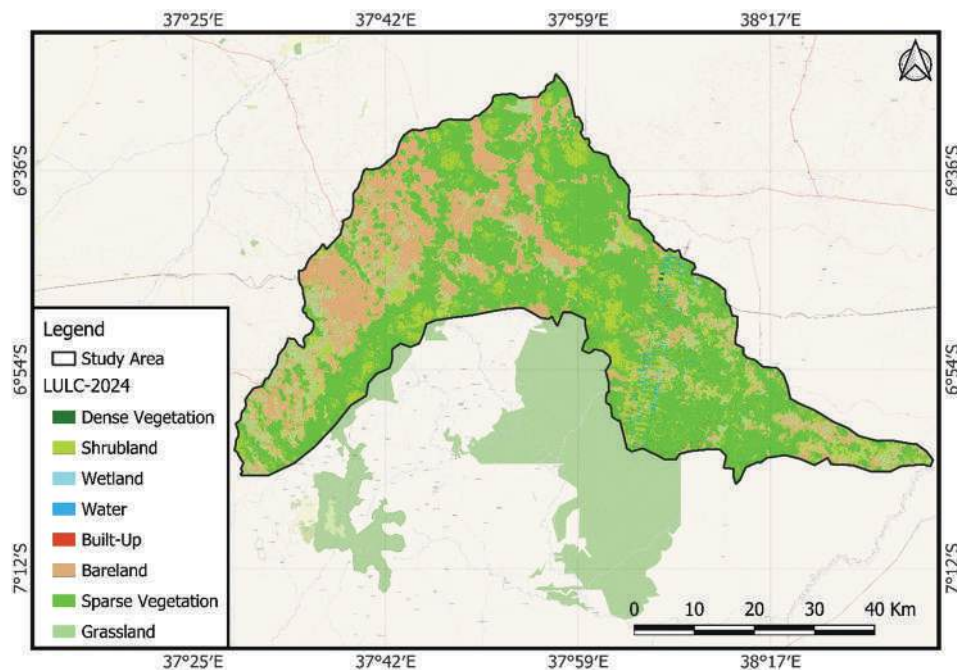 37°25'E 37°42'E 37°59'E 38°17'E
6°36'S 6°36'S
6°54'S 6°54'S
7°12'S 7°12'S
Legend
Study Area
LULC-2024
Dense Vegetation
Shrubland
Wetland
Water
Built-Up
Bareland
Sparse Vegetation
Grassland
0 10 20 30 40 Km
37°25'E 37°42'E 37°59'E 38°17'E